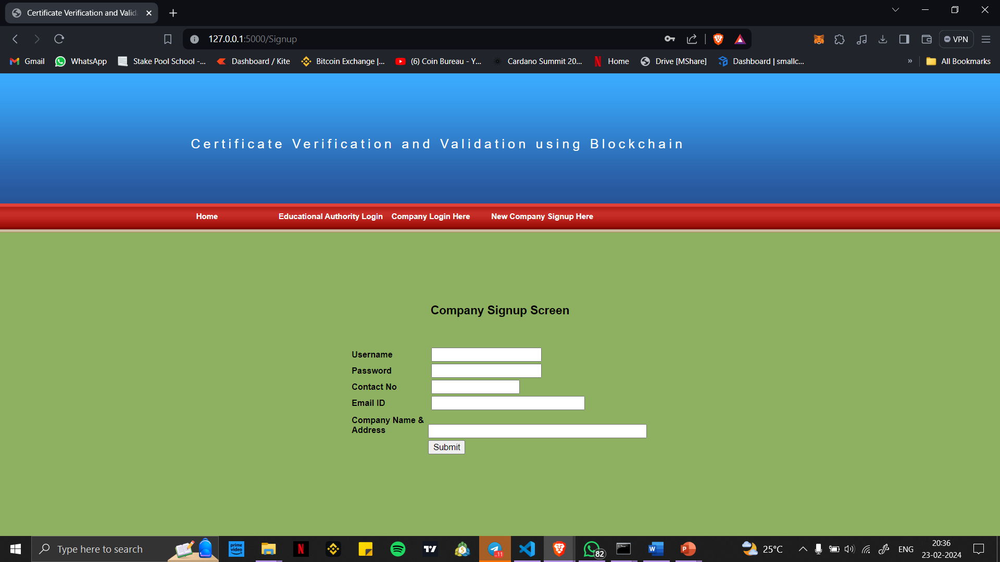 Certificate Verification and Valid
127.0.0.1:5000/Signup
VPN
Gmail WhatsApp Stake Pool School -... Dashboard / Kite Bitcoin Exchange |... (6) Coin Bureau - Y... Cardano Summit 20... Home Drive [MShare] Dashboard | smallc... » All Bookmarks
Certificate Verification and Validation using Blockchain
Home Educational Authority Login Company Login Here New Company Signup Here
Company Signup Screen
Username
Password
Contact No
Email ID
Company Name &
Address
Submit
Type here to search
prime
video
..11
82
25°C
ENG
20:36
23-02-2024